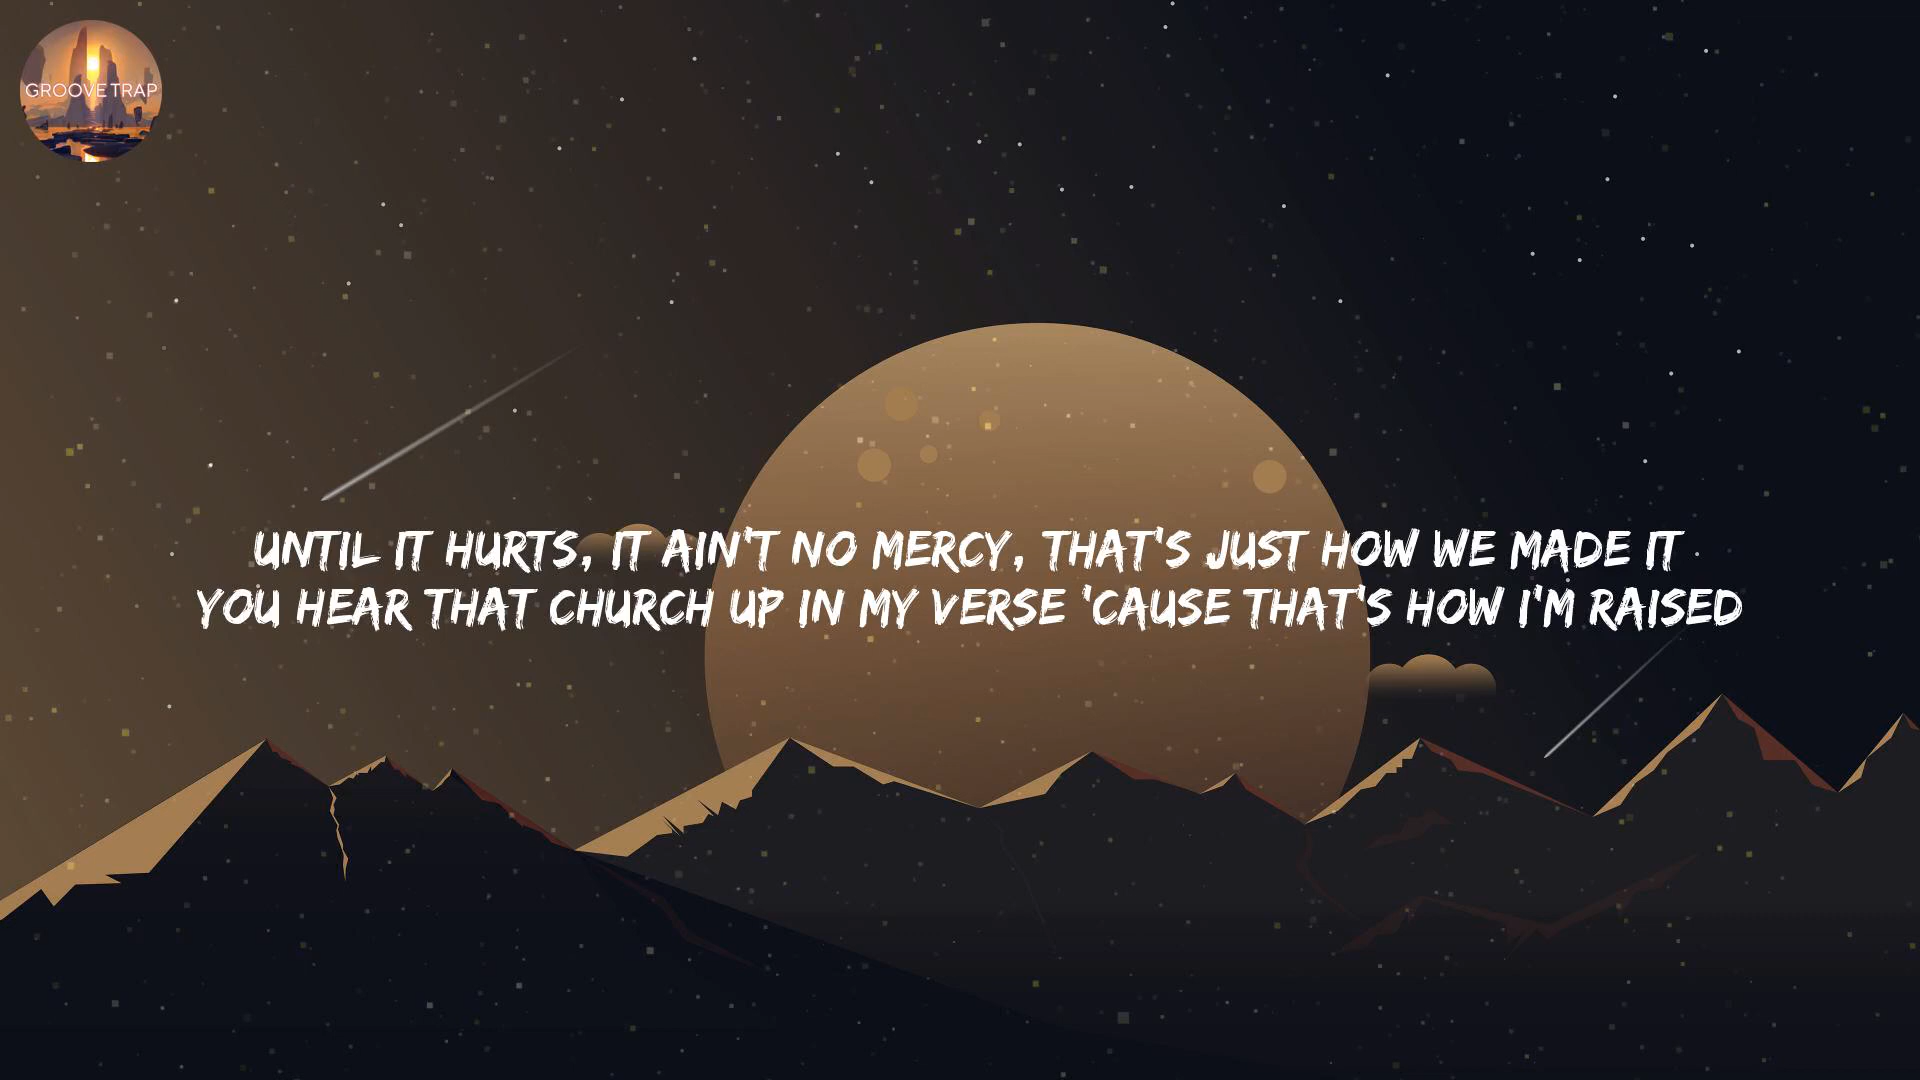 GROOVE TRAP
UNTIL IT HURTS, IT AIN'T NO MERCY, THAT'S JUST HOW WE MADE IT
YOU HEAR THAT CHURCH UP IN MY VERSE 'CAUSE THAT'S HOW I'M RAISED